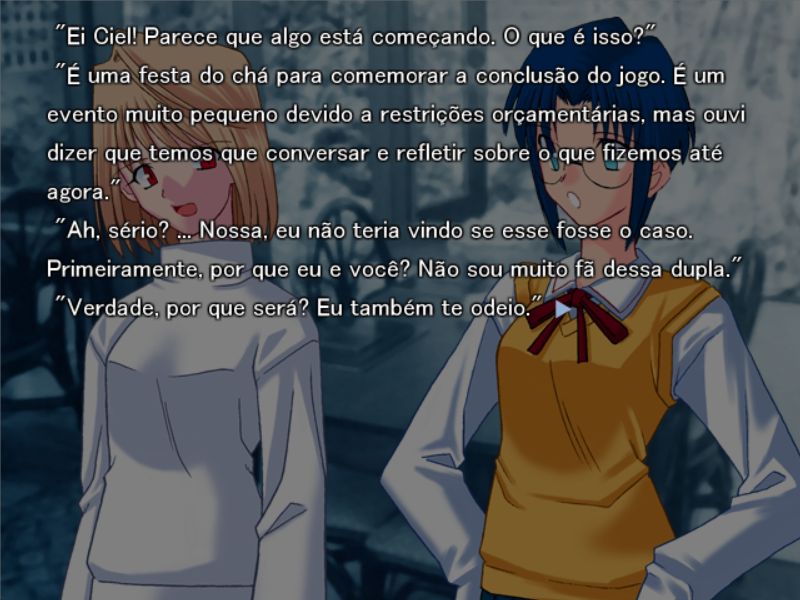 "Ei Ciel! Parece que algo está começando. O que é isso?"
"É uma festa do chá para comemorar a conclusão do jogo. É um
evento muito pequeno devido a restrições orçamentárias, mas ouvi
dizer que temos que conversar e refletir sobre o que fizemos até
agora."
"Ah, sério? ... Nossa, eu não teria vindo se esse fosse o caso.
Primeiramente, por que eu e você? Não sou muito fã dessa dupla."
"Verdade, por que será? Eu também te odeio."